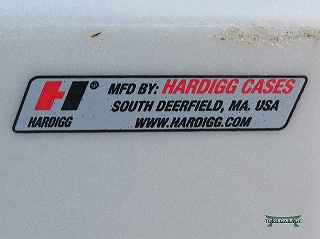 H®
MFD BY: HARDIGG CASES
SOUTH DEERFIELD, MA. USA
HARDIGG
WWW.HARDIGG.COM